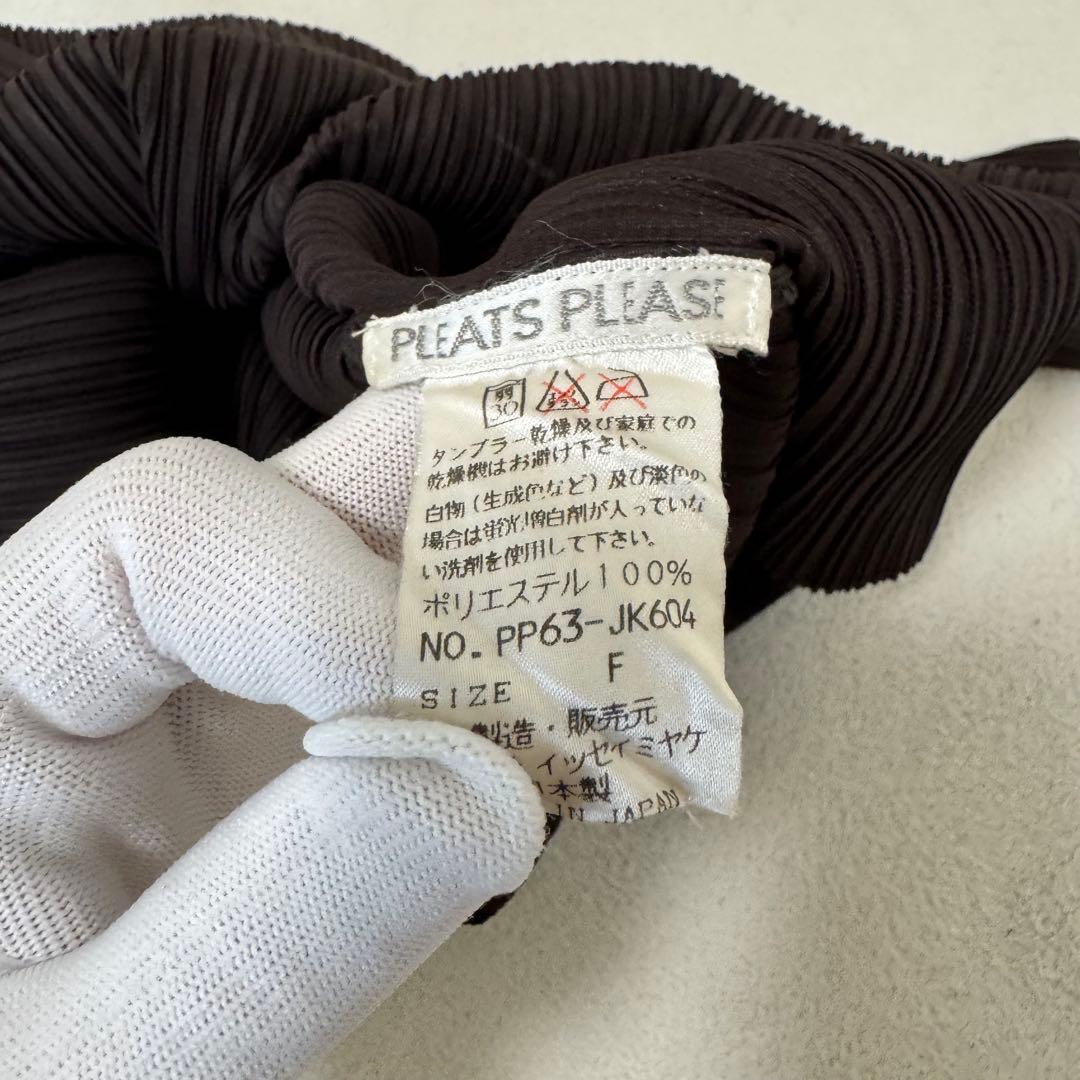 PLEATS PLEASE
30
タンブラー乾燥及び家庭での
乾燥機はお避け下さい。
白物(生成色など)及び淡色の
場合は蛍光増白剤が入っていな
い洗剤を使用して下さい。
ポリエステル100%
NO. PP63-JK604
SIZE F
製造・販売元
イッセイミヤケ
本製
IN JAPAN